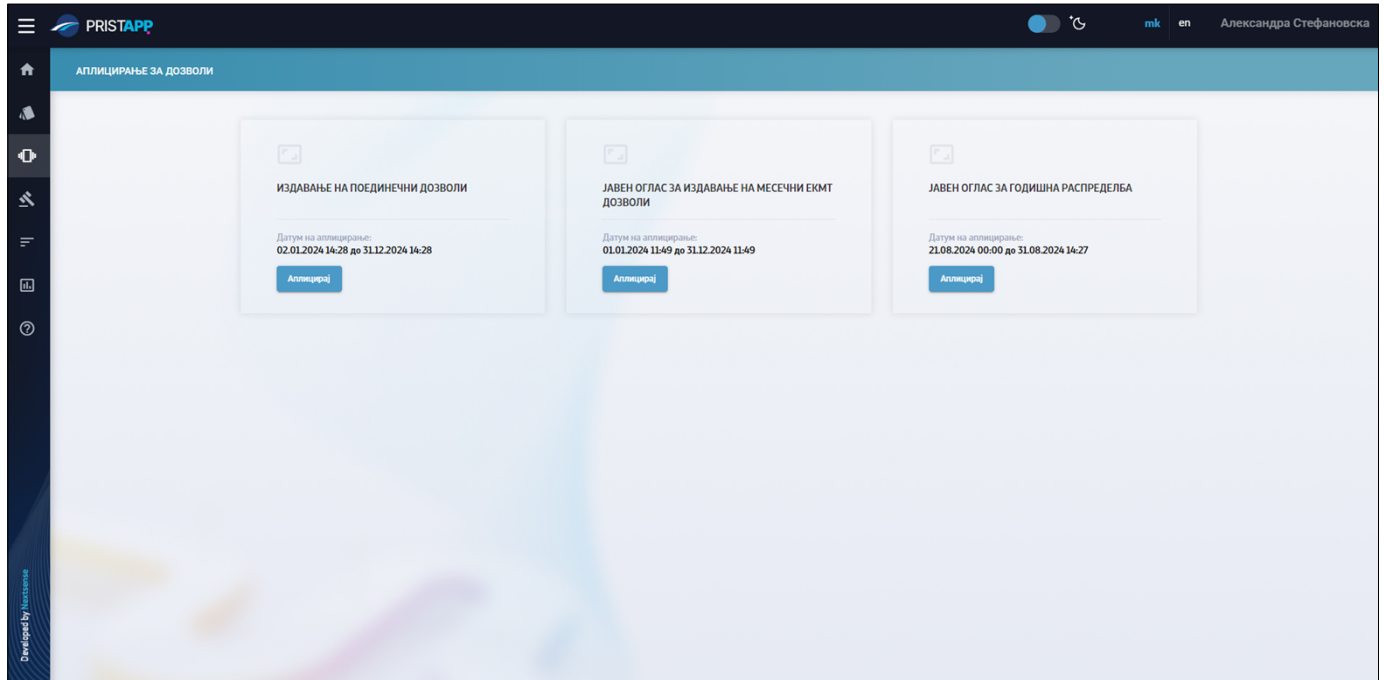 PRISTAPP
mk en Александра Стефановска
АПЛИЦИРАЊЕ ЗА ДОЗВОЛИ
ИЗДАВАЊЕ НА ПОЕДИНЕЧНИ ДОЗВОЛИ
Датум на аплицирање:
02.01.2024 14:28 до 31.12.2024 14:28
Аплицирај
ЈАВЕН ОГЛАС ЗА ИЗДАВАЊЕ НА МЕСЕЧНИ ЕКМТ
ДОЗВОЛИ
Датум на аплицирање:
01.01.2024 11:49 до 31.12.2024 11:49
Аплицирај
ЈАВЕН ОГЛАС ЗА ГОДИШНА РАСПРЕДЕЛБА
Датум на аплицирање:
21.08.2024 00:00 до 31.08.2024 14:27
Аплицирај
Developed by Nextsense